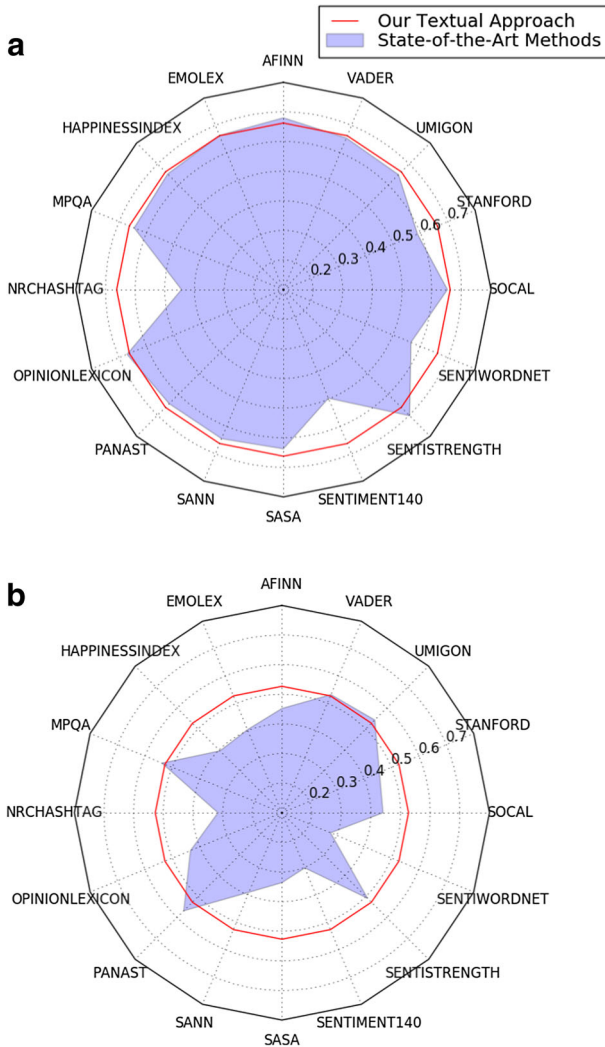 Our Textual Approach
State-of-the-Art Methods
a
AFINN
EMOLEX
VADER
HAPPINESSINDEX
UMIGON
MPQA
STANFORD
0.7
0.6
0.5
0.4
0.3
0.2
NRCHASHTAG
SOCAL
OPINIONLEXICON
SENTIWORDNET
PANAST
SENTISTRENGTH
SANN
SENTIMENT140
SASA
b
AFINN
EMOLEX
VADER
HAPPINESSINDEX
UMIGON
MPQA
STANFORD
0.7
0.6
0.5
0.4
0.3
0.2
NRCHASHTAG
SOCAL
OPINIONLEXICON
SENTIWORDNET
PANAST
SENTISTRENGTH
SANN
SENTIMENT140
SASA